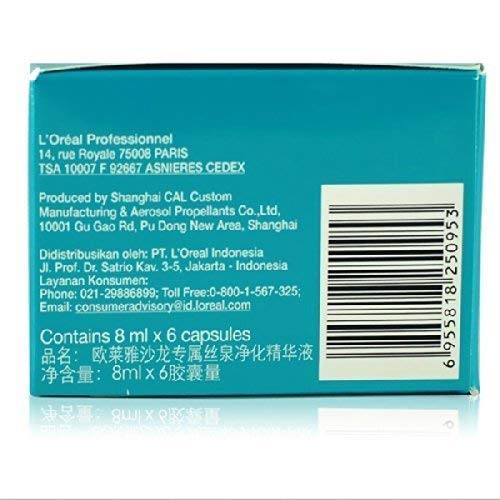 L'Oréal Professionnel
14, rue Royale 75008 PARIS
TSA 10007 F 92667 ASNIERES CEDEX
Produced by Shanghai CAL Custom
Manufacturing & Aerosol Propellants Co.,Ltd,
10001 Gu Gao Rd, Pu Dong New Area, Shanghai
Didistribusikan oleh: PT. L'Oreal Indonesia
Jl. Prof. Dr. Satrio Kav. 3-5, Jakarta - Indonesia
Layanan Konsumen:
Phone: 021-29886899; Toll Free:0-800-1-567-325;
Email: consumeradvisory@id.loreal.com
Contains 8 ml x 6 capsules
品名: 欧莱雅沙龙专属丝泉净化精华液
净含量: 8ml x 6胶囊量
6955818250953